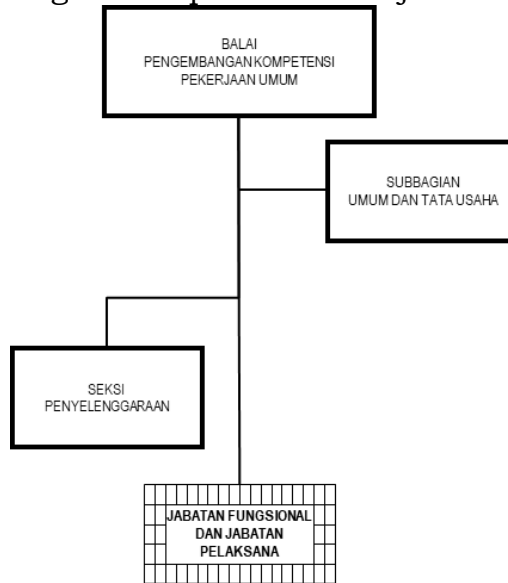 BALAI
PENGEMBANGAN KOMPETENSI
PEKERJAAN UMUM
SUBBAGIAN
UMUM DAN TATA USAHA
SEKSI
PENYELENGGARAAN
JABATAN FUNGSIONAL
DAN JABATAN
PELAKSANA